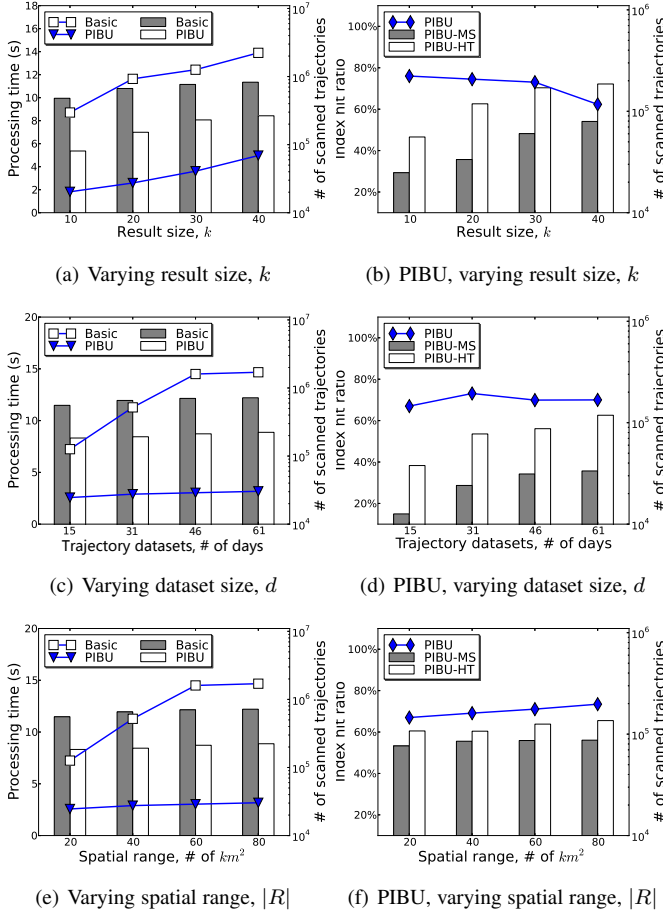 Basic Basic
PIBU PIBU
Processing time (s)
18
16
14
12
10
8
6
4
2
0
10 20 30 40
Result size, k
10^7
10^6
10^5
10^4
# of scanned trajectories
(a) Varying result size, k
PIBU
PIBU-MS
PIBU-HT
Index hit ratio
100%
80%
60%
40%
20%
10 20 30 40
Result size, k
10^6
10^5
10^4
# of scanned trajectories
(b) PIBU, varying result size, k
Basic Basic
PIBU PIBU
Processing time (s)
20
15
10
5
0
15 31 46 61
Trajectory datasets, # of days
10^7
10^6
10^5
10^4
# of scanned trajectories
(c) Varying dataset size, d
PIBU
PIBU-MS
PIBU-HT
Index hit ratio
100%
80%
60%
40%
20%
15 31 46 61
Trajectory datasets, # of days
10^6
10^5
10^4
# of scanned trajectories
(d) PIBU, varying dataset size, d
Basic Basic
PIBU PIBU
Processing time (s)
20
15
10
5
0
20 40 60 80
Spatial range, # of km²
10^7
10^6
10^5
10^4
# of scanned trajectories
(e) Varying spatial range, |R|
PIBU
PIBU-MS
PIBU-HT
Index hit ratio
100%
80%
60%
40%
20%
20 40 60 80
Spatial range, # of km²
10^6
10^5
10^4
# of scanned trajectories
(f) PIBU, varying spatial range, |R|